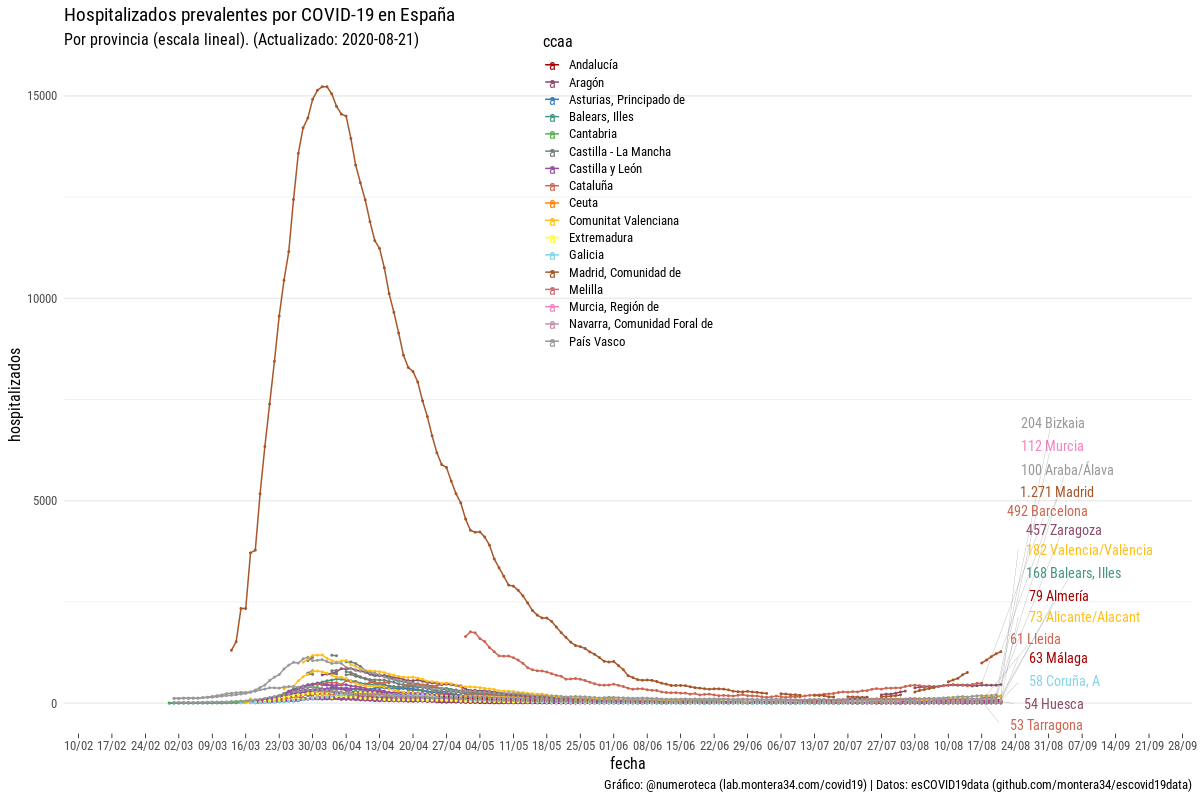 Hospitalizados prevalentes por COVID-19 en España
Por provincia (escala lineal). (Actualizado: 2020-08-21)
ccaa
Andalucía
Aragón
Asturias, Principado de
Balears, Illes
Cantabria
Castilla - La Mancha
Castilla y León
Cataluña
Ceuta
Comunitat Valenciana
Extremadura
Galicia
Madrid, Comunidad de
Melilla
Murcia, Región de
Navarra, Comunidad Foral de
País Vasco
hospitalizados
15000
10000
5000
0
204 Bizkaia
112 Murcia
100 Araba/Álava
1.271 Madrid
492 Barcelona
457 Zaragoza
182 Valencia/València
168 Balears, Illes
79 Almería
73 Alicante/Alacant
61 Lleida
63 Málaga
58 Coruña, A
54 Huesca
53 Tarragona
10/02 17/02 24/02 02/03 09/03 16/03 23/03 30/03 06/04 13/04 20/04 27/04 04/05 11/05 18/05 25/05 01/06 08/06 15/06 22/06 29/06 06/07 13/07 20/07 27/07 03/08 10/08 17/08 24/08 31/08 07/09 14/09 21/09 28/09
fecha
Gráfico: @numeroteca (lab.montera34.com/covid19) | Datos: esCOVID19data (github.com/montera34/escovid19data)